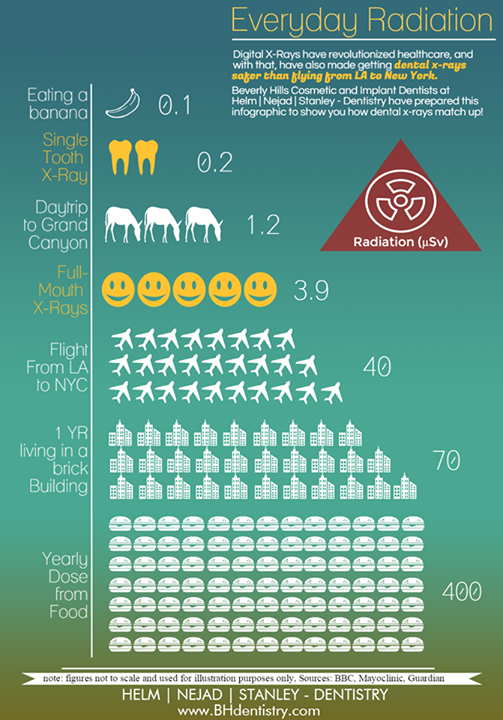 Everyday Radiation
Digital X-Rays have revolutionized healthcare, and
with that, have also made getting dental x-rays
safer than flying from LA to New York.
Beverly Hills Cosmetic and Implant Dentists at
Helm | Nejad | Stanley - Dentistry have prepared this
infographic to show you how dental x-rays match up!
Eating a
banana
0.1
Single
Tooth
X-Ray
0.2
Radiation (µSv)
Daytrip
to Grand
Canyon
1.2
Full-
Mouth
X-Rays
3.9
Flight
From LA
to NYC
40
1 YR
living in a
brick
Building
70
Yearly
Dose
from
Food
400
note: figures not to scale and used for illustration purposes only, Sources: BBC, Mayoclinic, Guardian
HELM | NEJAD | STANLEY - DENTISTRY
www.BHdentistry.com